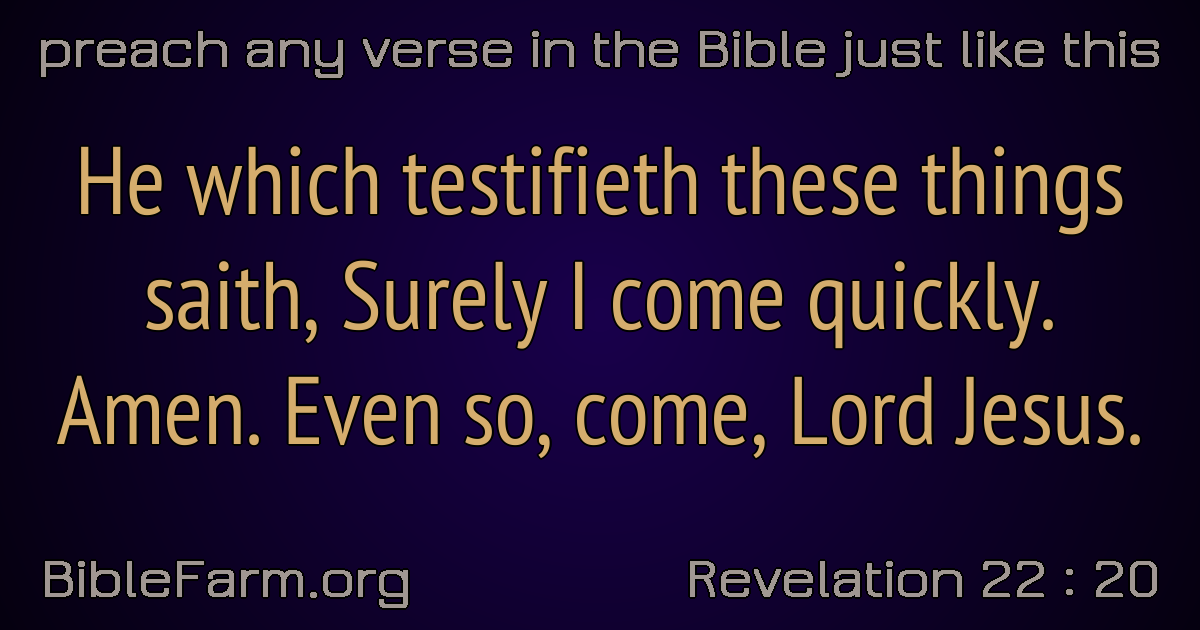 preach any verse in the Bible just like this
He which testifieth these things
saith, Surely I come quickly.
Amen. Even so, come, Lord Jesus.
BibleFarm.org
Revelation 22 : 20